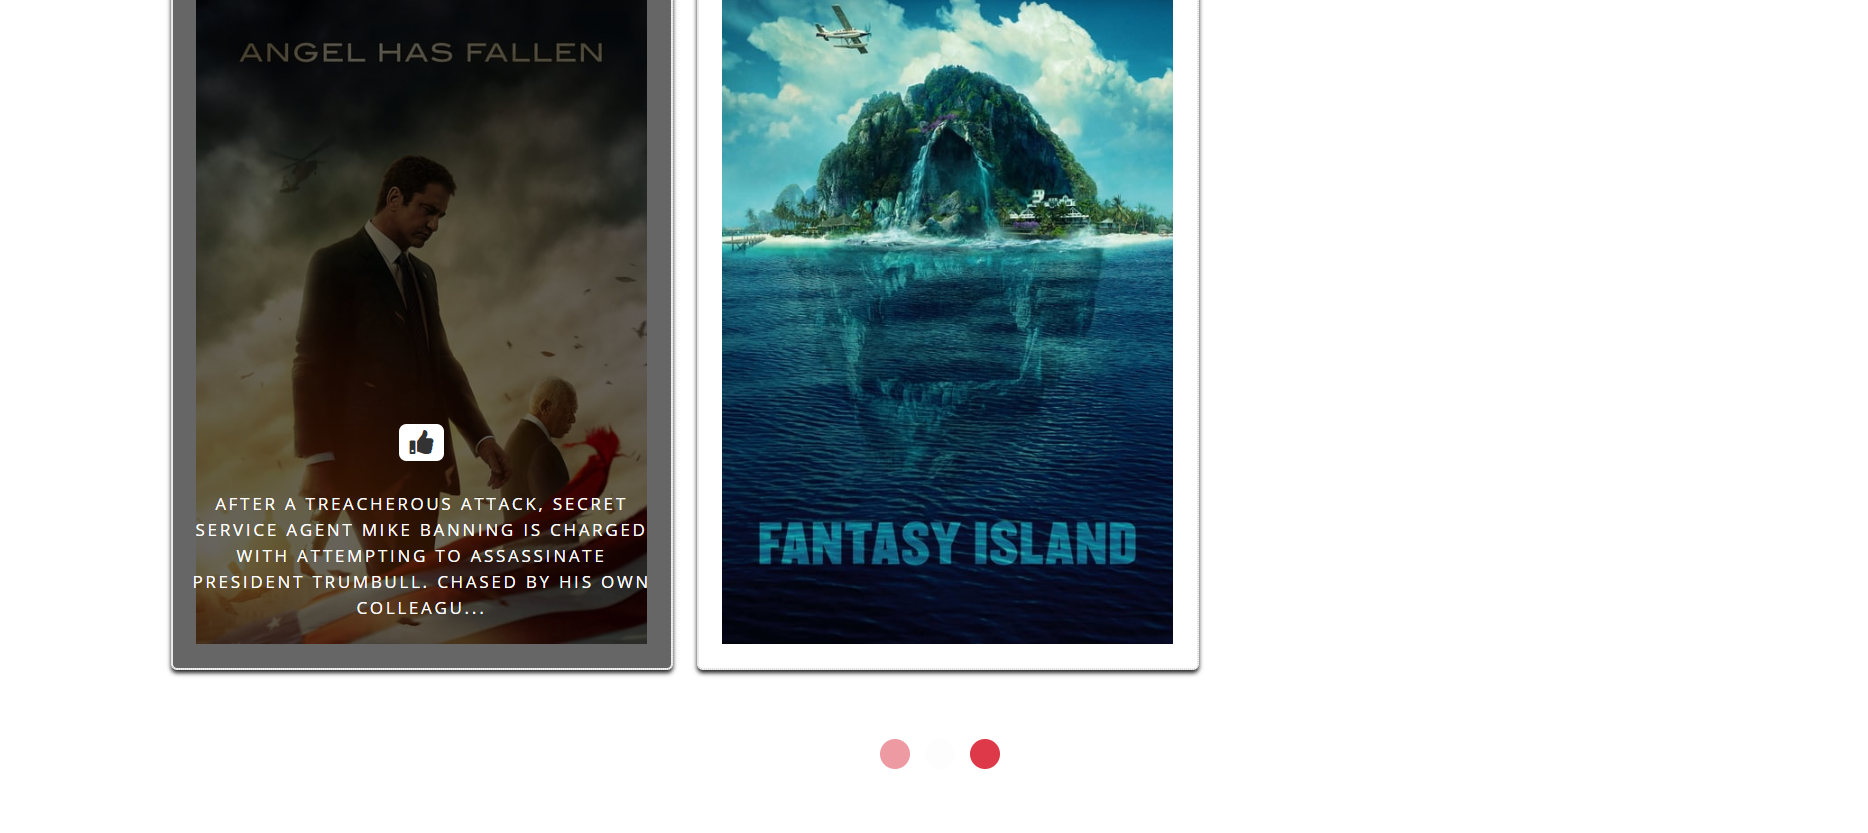 ANGEL HAS FALLEN
AFTER A TREACHEROUS ATTACK, SECRET
SERVICE AGENT MIKE BANNING IS CHARGED
WITH ATTEMPTING TO ASSASSINATE
PRESIDENT TRUMBULL. CHASED BY HIS OWN
COLLEAGU...
FANTASY ISLAND